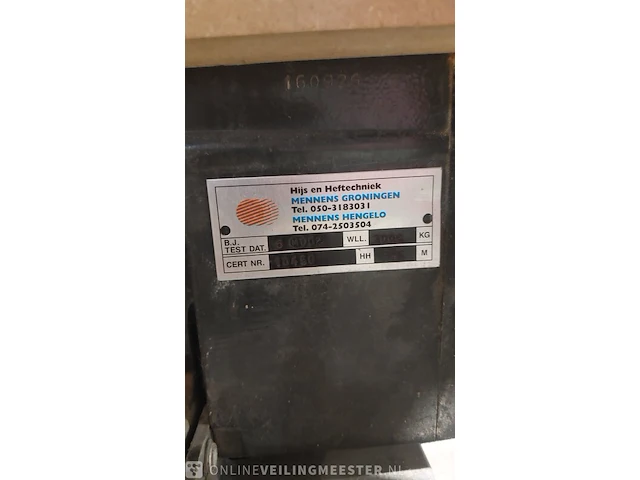 Hijs en Heftechniek
MENNENS GRONINGEN
Tel. 050-3183031
MENNENS HENGELO
Tel. 074-2503504
B.J.
TEST DAT. WLL. KG
CERT NR. HH M
ONLINEVEILINGMEESTER.NL